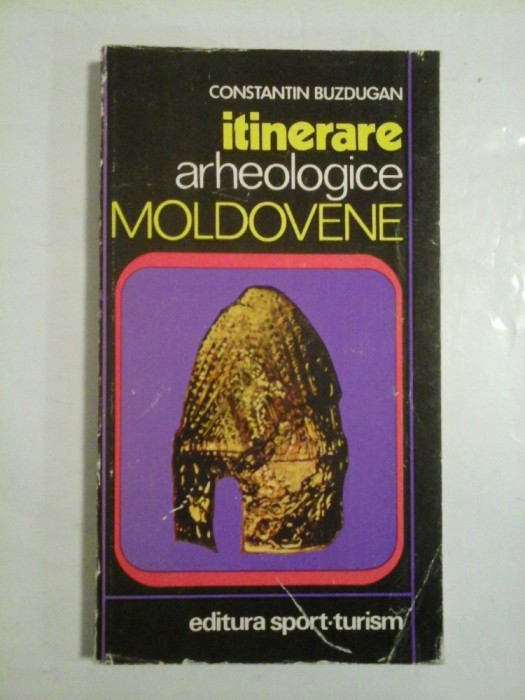 CONSTANTIN BUZDUGAN
itinerare
arheologice
MOLDOVENE
editura sport·turism